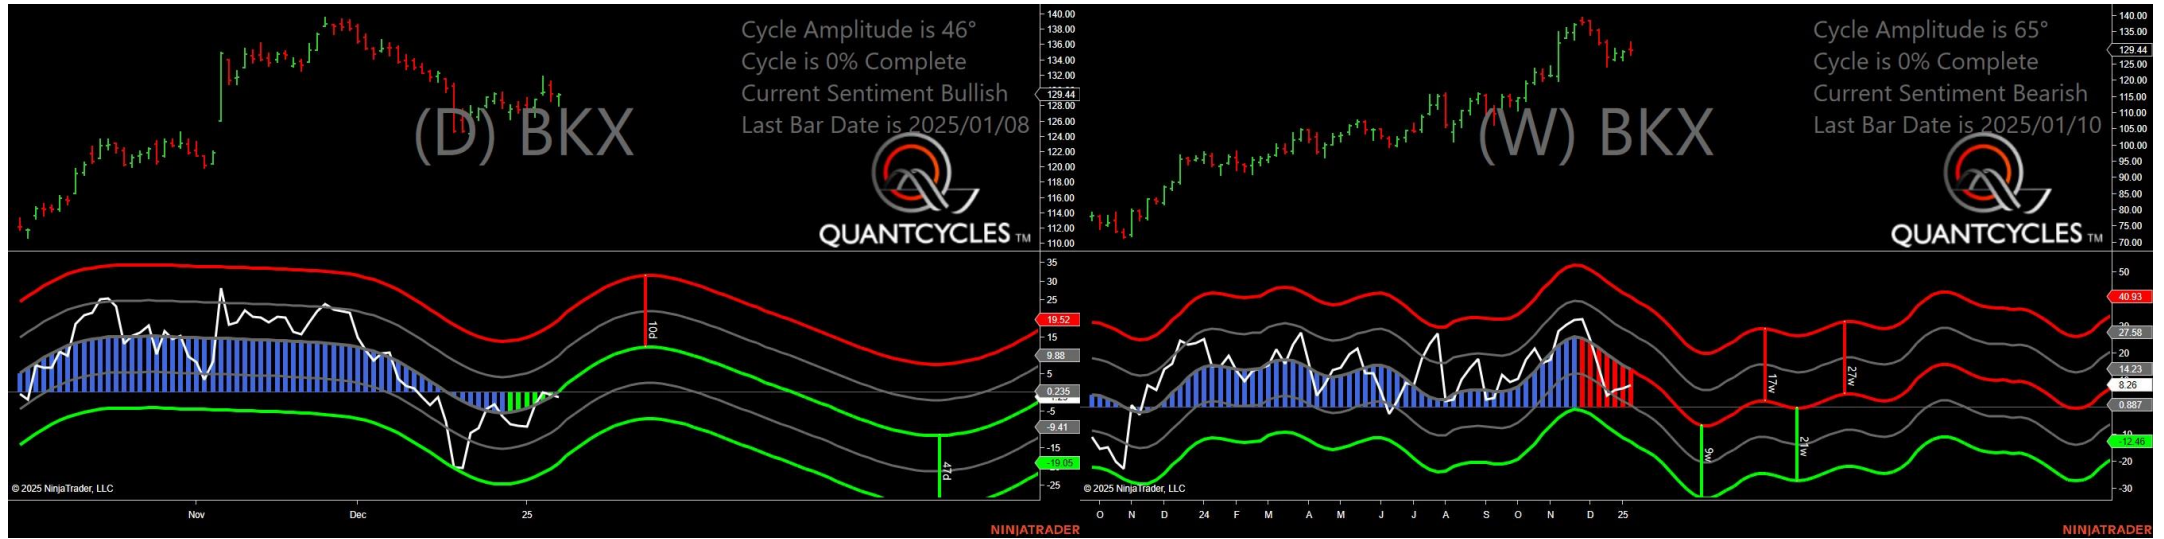 Cycle Amplitude is 46°
Cycle is 0% Complete
Current Sentiment Bullish
Last Bar Date is 2025/01/08
(D) BKX
QUANTCYCLES TM
140.00
138.00
136.00
134.00
132.00
129.44
128.00
126.00
124.00
122.00
120.00
118.00
116.00
114.00
112.00
110.00
35
30
25
19.52
15
9.88
5
0.235
-5
-9.41
-15
-19.05
-25
10d
47d
© 2025 NinjaTrader, LLC
Nov
Dec
25
NINJATRADER
Cycle Amplitude is 65°
Cycle is 0% Complete
Current Sentiment Bearish
Last Bar Date is 2025/01/10
(W) BKX
QUANTCYCLES TM
140.00
135.00
129.44
125.00
120.00
115.00
110.00
105.00
100.00
95.00
90.00
85.00
80.00
75.00
70.00
50
40.93
27.58
20
14.23
8.26
0.887
-12.46
-20
-30
9w
17w
21w
27w
© 2025 NinjaTrader, LLC
O N D 24 F M A M J J A S O N D 25
NINJATRADER